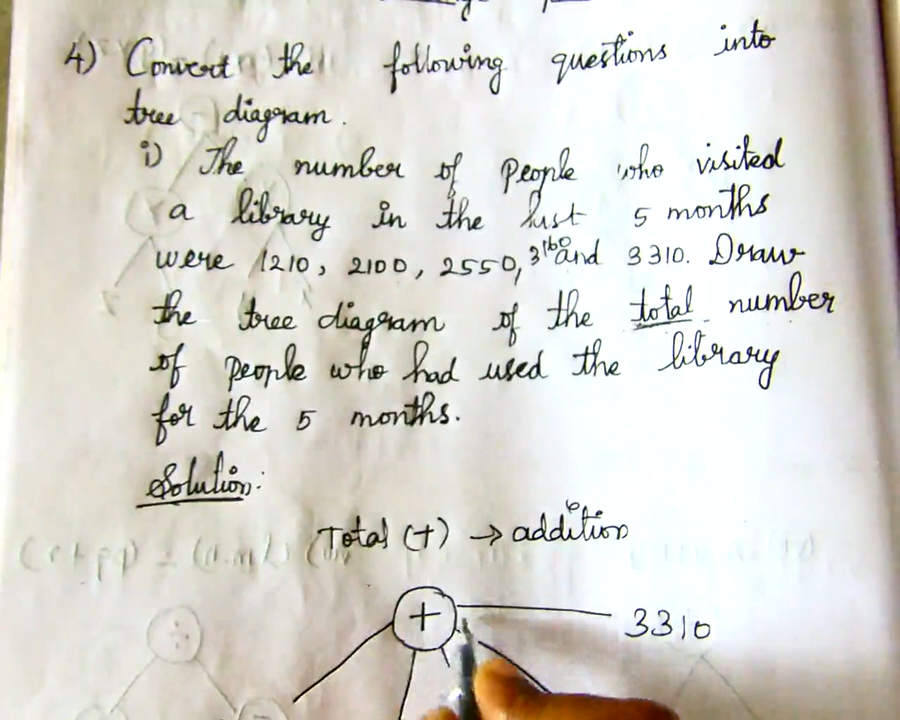 4) Convert the following questions into
tree diagram.
i) The number of people who visited
a library in the last 5 months
were 1210, 2100, 2550, 3160 and 3310. Draw
the tree diagram of the total number
of people who had used the library
for the 5 months.
Solution:
Total (+) → addition
+ 3310
÷